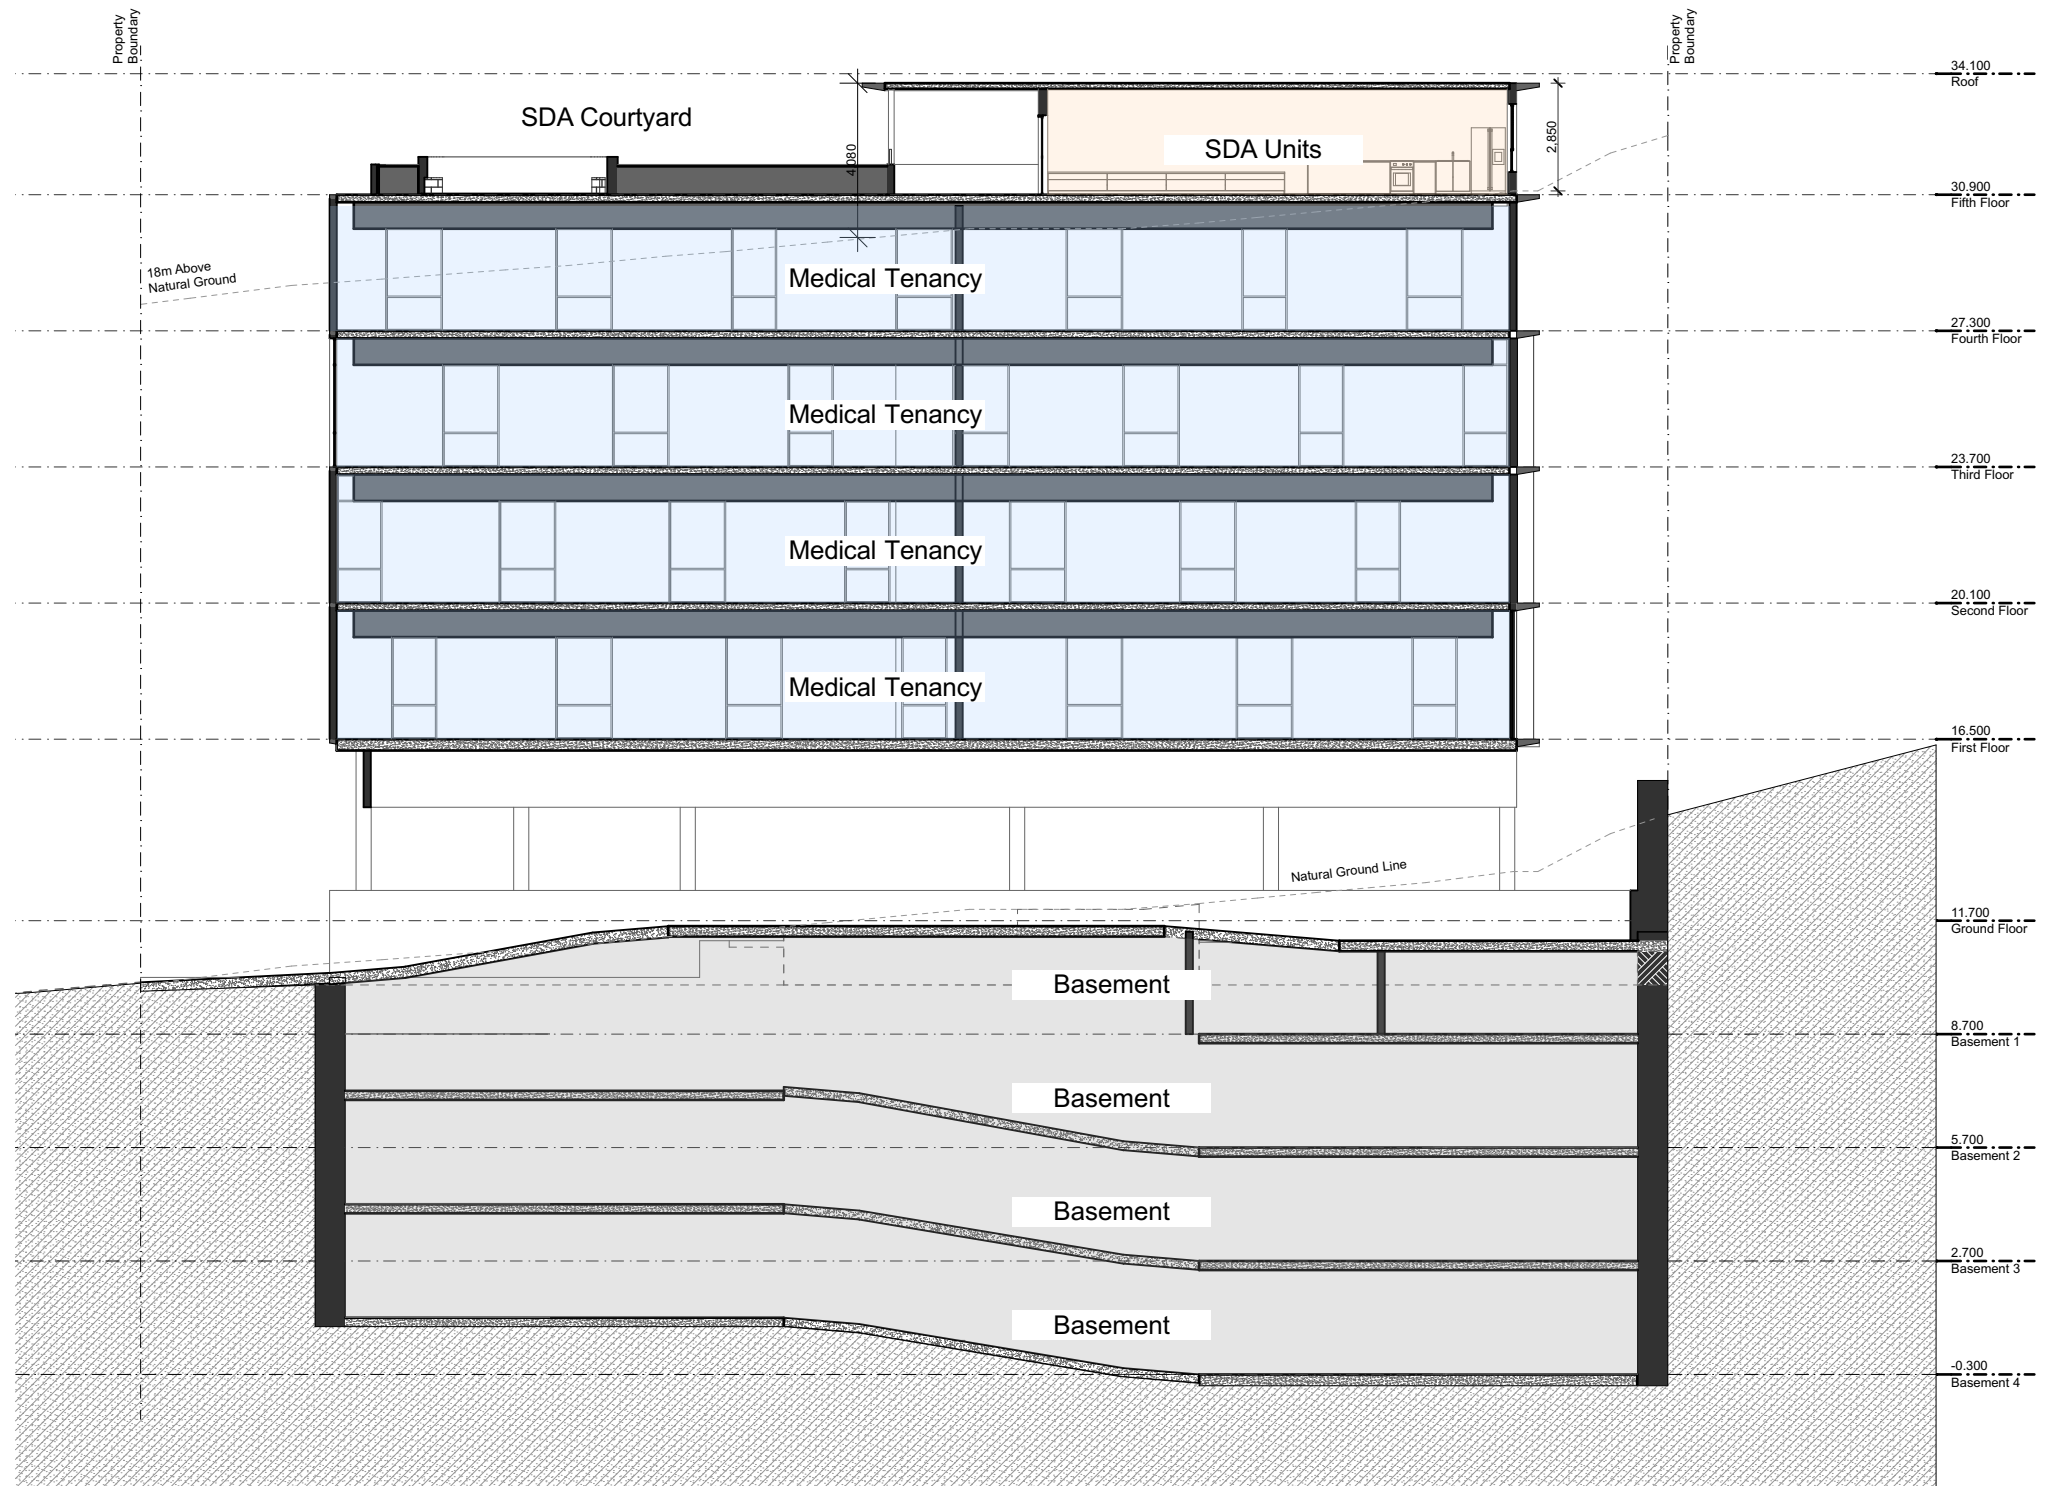 Property
Boundary
Property
Boundary
34.100
Roof
SDA Courtyard
SDA Units
4,080
2,850
30.900
Fifth Floor
18m Above
Natural Ground
Medical Tenancy
27.300
Fourth Floor
Medical Tenancy
23.700
Third Floor
Medical Tenancy
20.100
Second Floor
Medical Tenancy
16.500
First Floor
Natural Ground Line
11.700
Ground Floor
Basement
8.700
Basement 1
Basement
5.700
Basement 2
Basement
2.700
Basement 3
Basement
-0.300
Basement 4